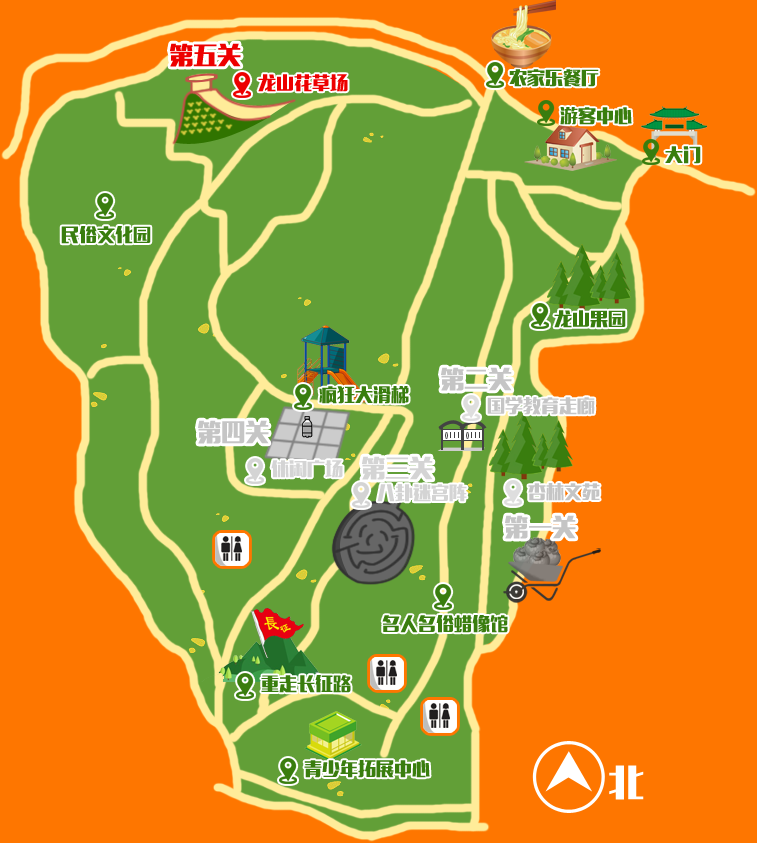 第五关
龙山花草场
农家乐餐厅
游客中心
大门
民俗文化园
龙山果园
疯狂大滑梯
第二关
国学教育走廊
第四关
休闲广场
第三关
八卦迷宫阵
杏林文苑
第一关
名人名俗蜡像馆
長征
重走长征路
青少年拓展中心
北